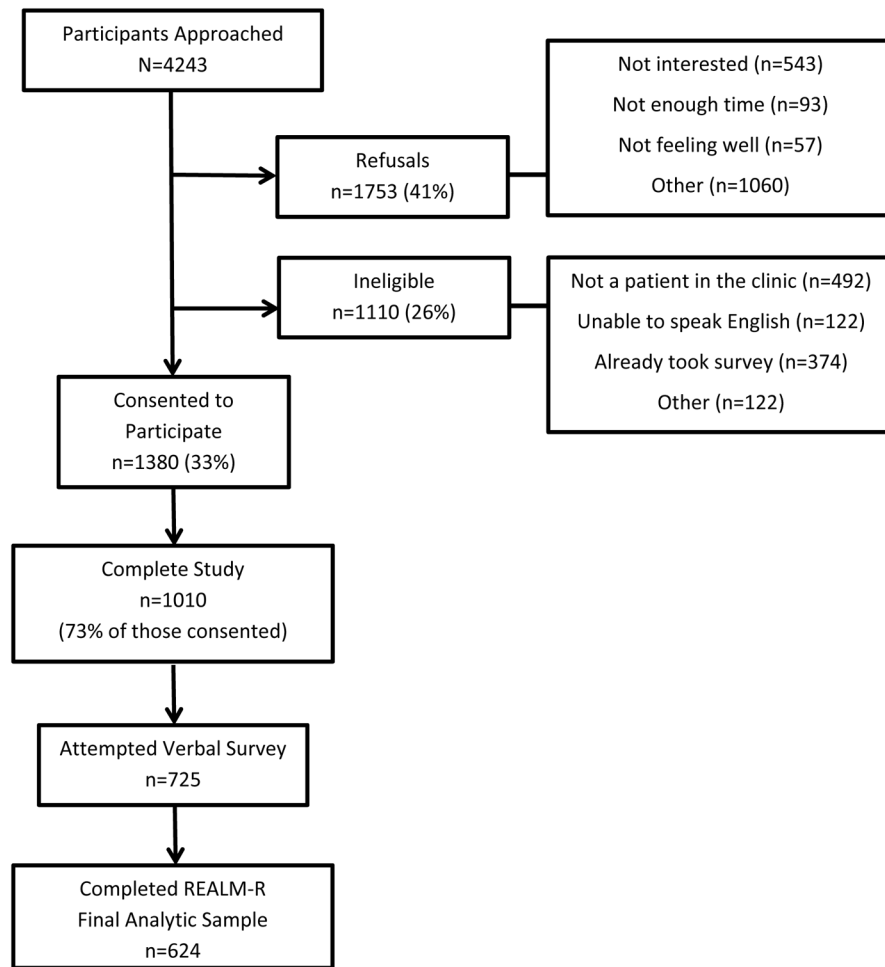 Participants Approached
N=4243
Not interested (n=543)
Not enough time (n=93)
Not feeling well (n=57)
Other (n=1060)
Refusals
n=1753 (41%)
Ineligible
n=1110 (26%)
Not a patient in the clinic (n=492)
Unable to speak English (n=122)
Already took survey (n=374)
Other (n=122)
Consented to
Participate
n=1380 (33%)
Complete Study
n=1010
(73% of those consented)
Attempted Verbal Survey
n=725
Completed REALM-R
Final Analytic Sample
n=624